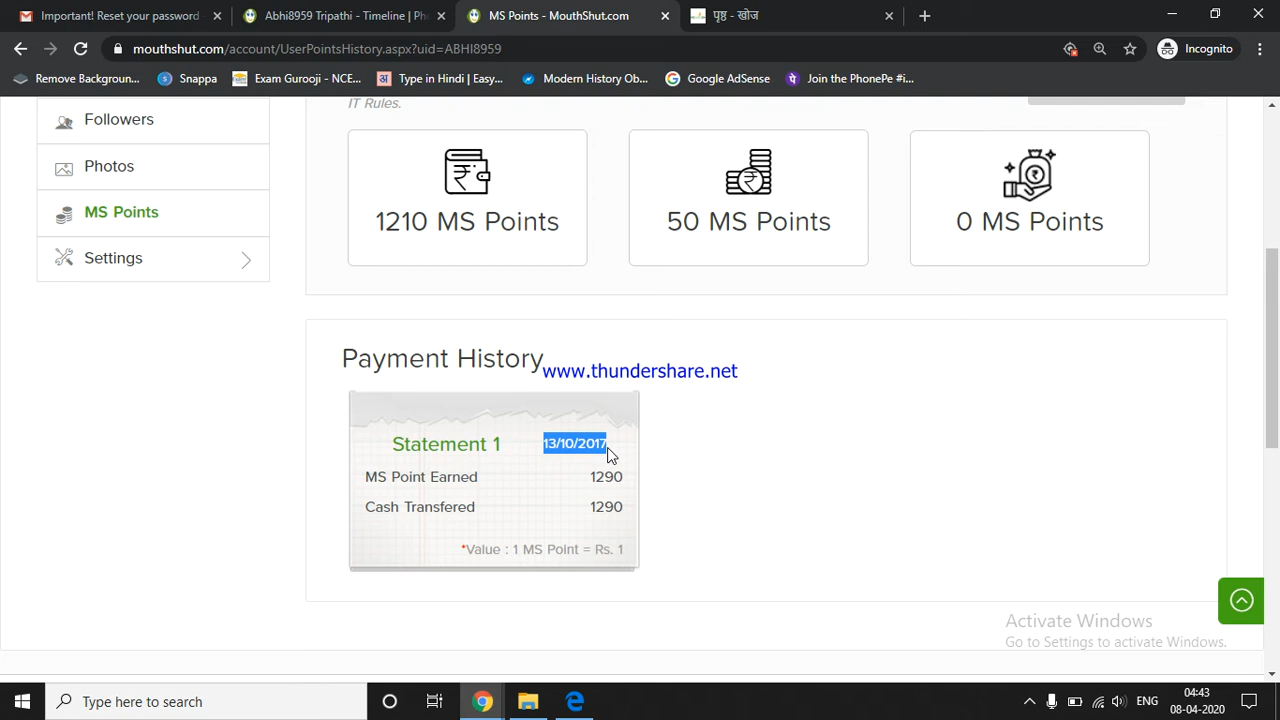 Important! Reset your password
Abhi8959 Tripathi - Timeline | Ph
MS Points - MouthShut.com
पृष्ठ - खोज
mouthshut.com/account/UserPointsHistory.aspx?uid=ABHI8959
Incognito
Remove Backgroun...
Snappa
Exam Gurooji - NCE...
अ
Type in Hindi | Easy...
Modern History Ob...
Google AdSense
Join the PhonePe #i...
IT Rules.
Followers
Photos
MS Points
Settings
1210 MS Points
50 MS Points
0 MS Points
Payment History
www.thundershare.net
Statement 1 13/10/2017
MS Point Earned 1290
Cash Transfered 1290
*Value : 1 MS Point = Rs. 1
Activate Windows
Go to Settings to activate Windows.
Type here to search
ENG
04:43
08-04-2020